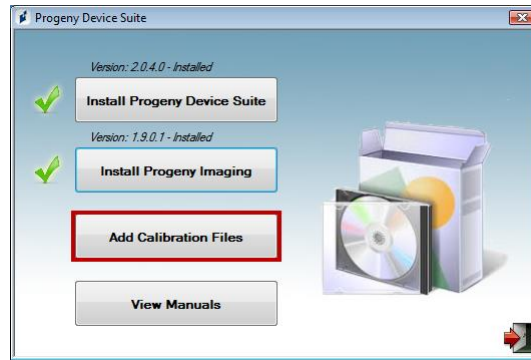 Progeny Device Suite
Version: 2.0.4.0 - Installed
Install Progeny Device Suite
Version: 1.9.0.1 - Installed
Install Progeny Imaging
Add Calibration Files
View Manuals